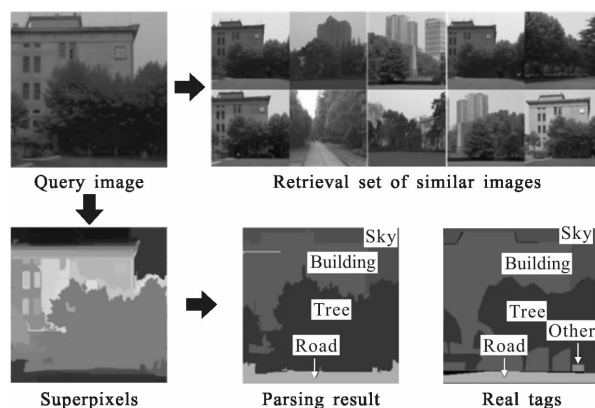 Query image
Retrieval set of similar images
Sky
Building
Tree
Road
Sky
Building
Tree
Other
Road
Superpixels
Parsing result
Real tags